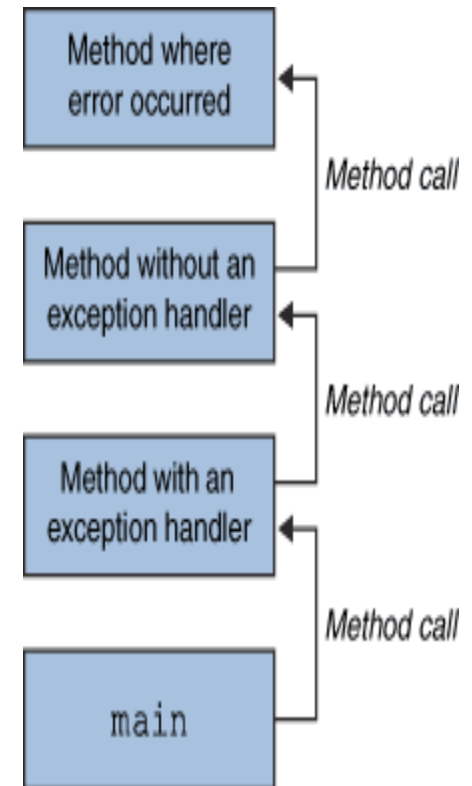 Method where
error occurred
Method call
Method without an
exception handler
Method call
Method with an
exception handler
Method call
main